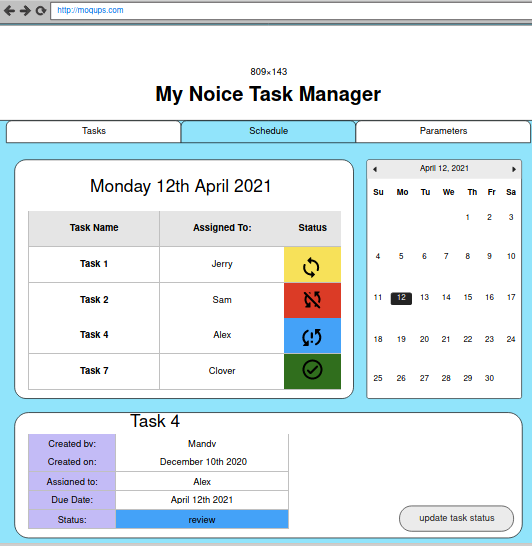 http://moqups.com
809×143
My Noice Task Manager
Tasks Schedule Parameters
Monday 12th April 2021
Task Name Assigned To: Status
Task 1 Jerry
Task 2 Sam
Task 4 Alex
Task 7 Clover
April 12, 2021
Su Mo Tu We Th Fr Sa
1 2 3
4 5 6 7 8 9 10
11 12 13 14 15 16 17
18 19 20 21 22 23 24
25 26 27 28 29 30
Task 4
Created by: Mandy
Created on: December 10th 2020
Assigned to: Alex
Due Date: April 12th 2021
Status: review
update task status